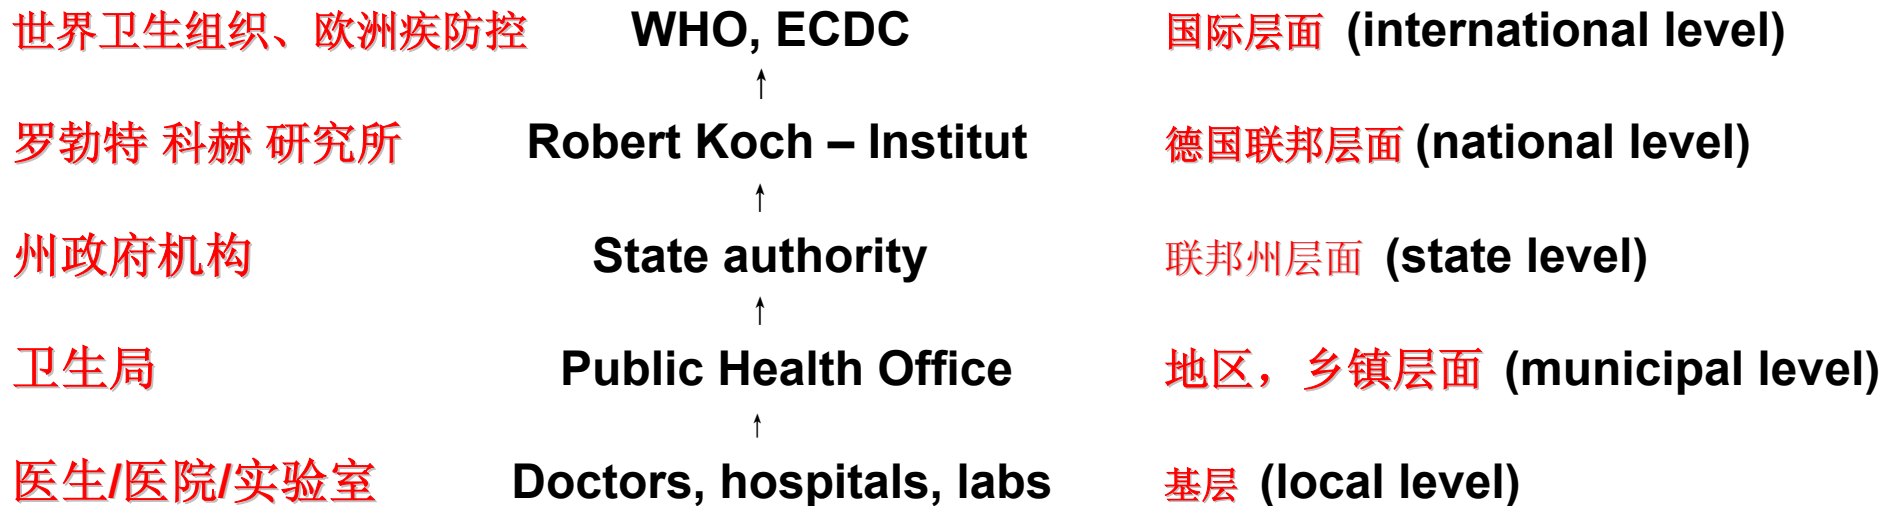 世界卫生组织、欧洲疾防控 WHO, ECDC 国际层面 (international level)
罗勃特 科赫 研究所 Robert Koch – Institut 德国联邦层面 (national level)
州政府机构 State authority 联邦州层面 (state level)
卫生局 Public Health Office 地区，乡镇层面 (municipal level)
医生/医院/实验室 Doctors, hospitals, labs 基层 (local level)